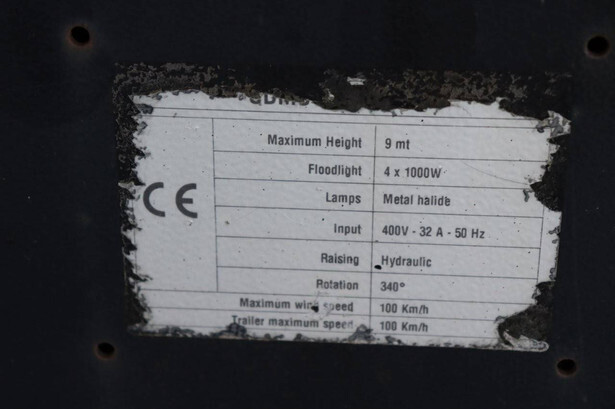 Maximum Height 9 mt
Floodlight 4 x 1000W
Lamps Metal halide
CE
Input 400V - 32 A - 50 Hz
Raising Hydraulic
Rotation 340°
Maximum wind speed 100 Km/h
Trailer maximum speed 100 Km/h